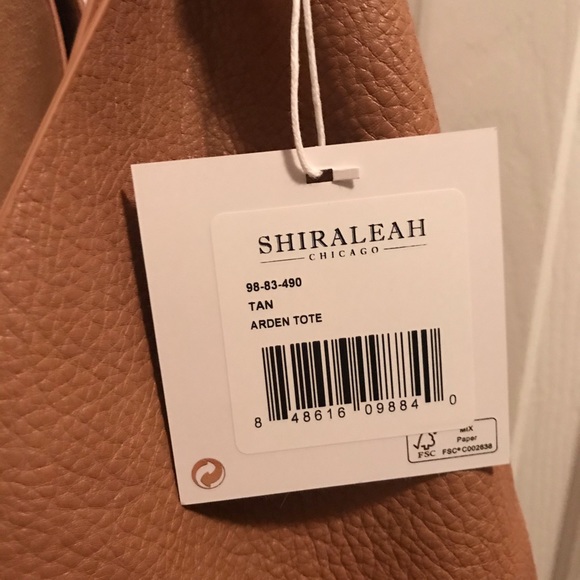 SHIRALEAH
CHICAGO
98-83-490
TAN
ARDEN TOTE
8 48616 09884 0
MIX
Paper
FSC FSC® C002638